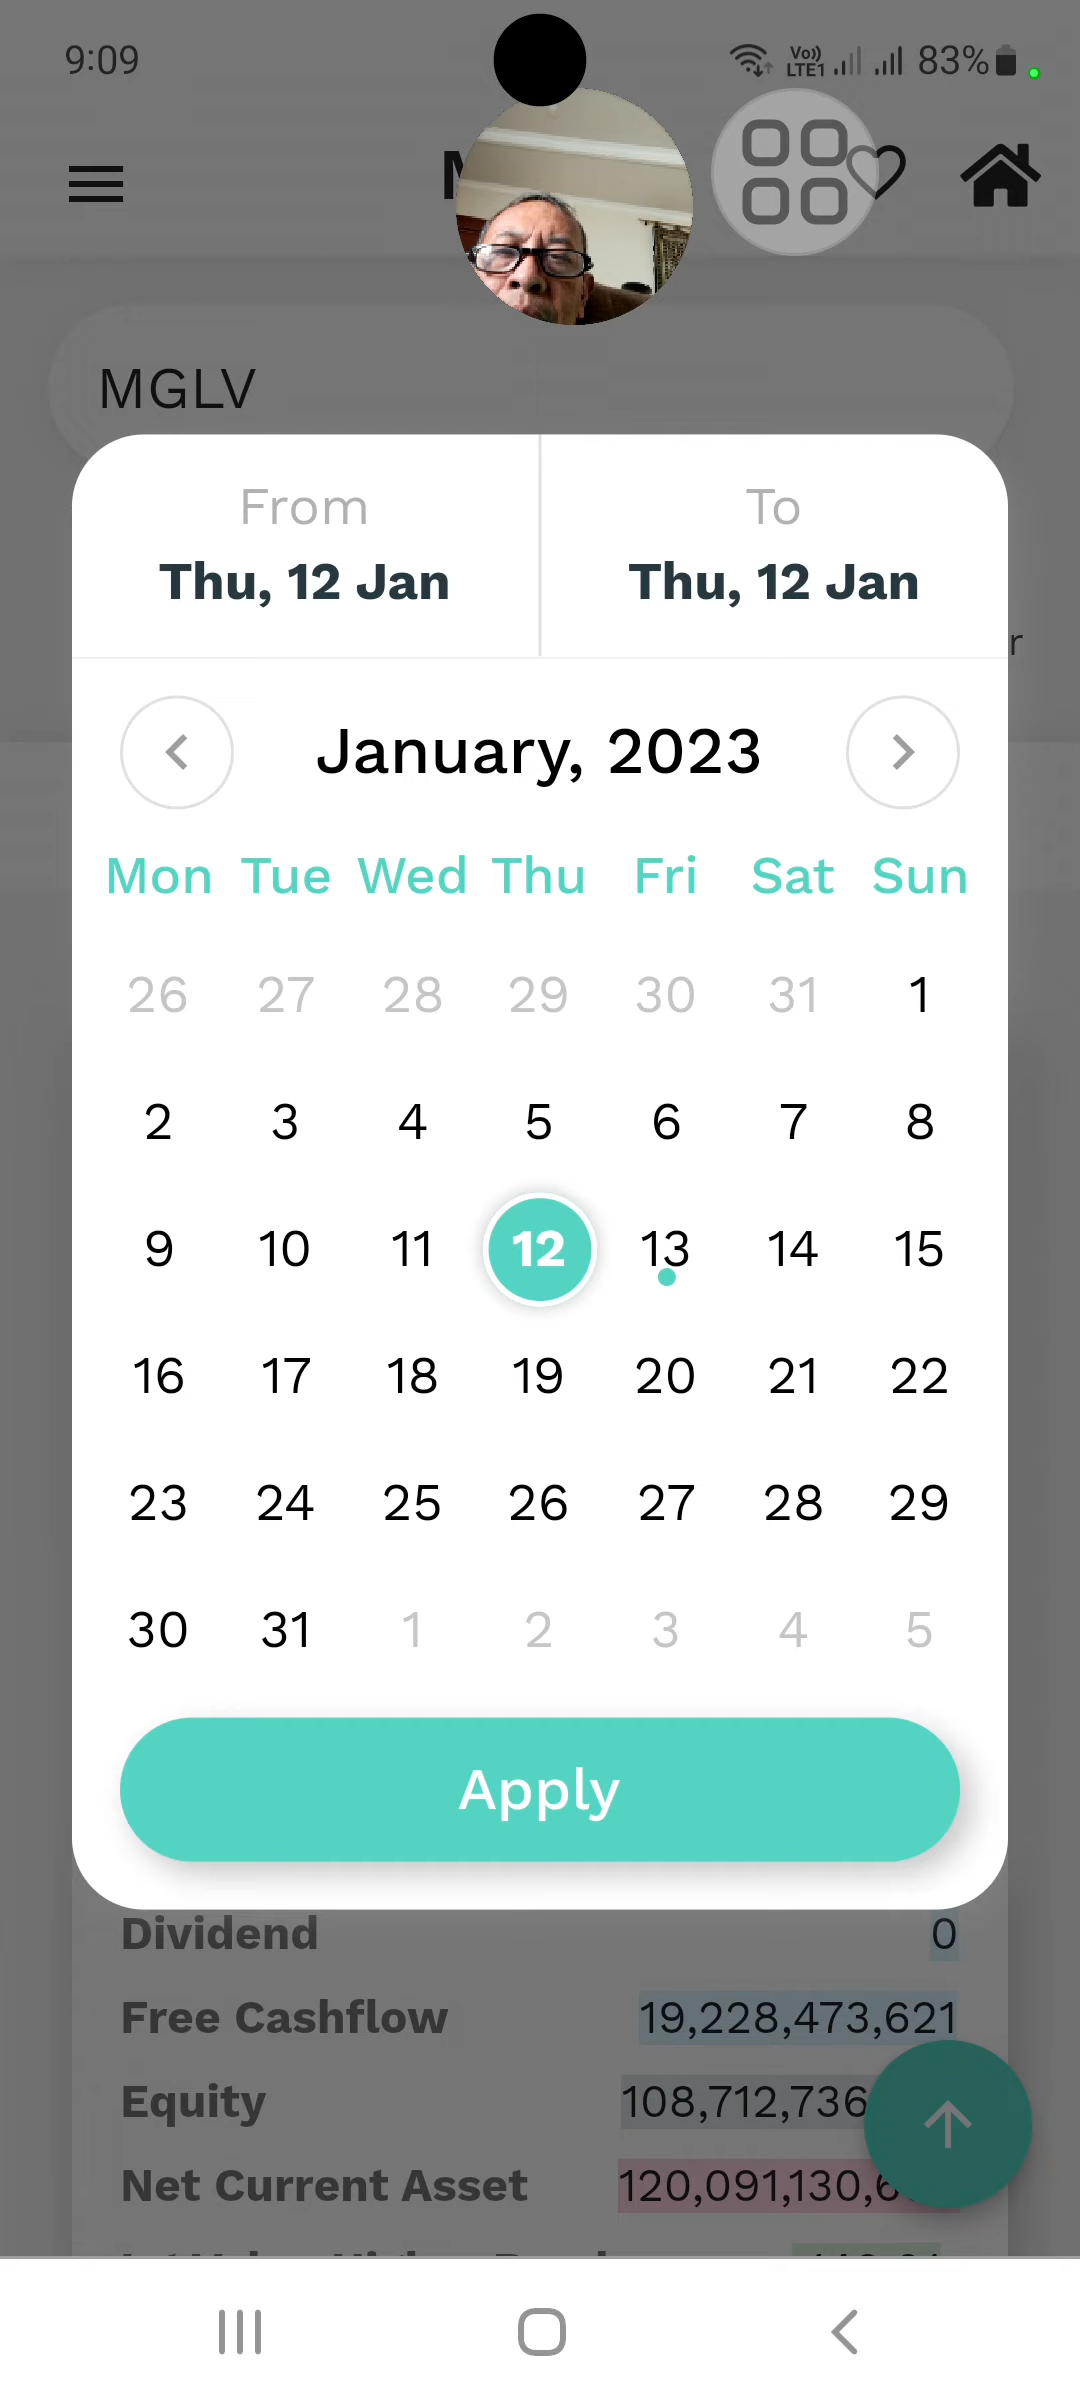 9:09 Vo)) LTE1 83%
MGLV
From To
Thu, 12 Jan Thu, 12 Jan
January, 2023
Mon Tue Wed Thu Fri Sat Sun
26 27 28 29 30 31 1
2 3 4 5 6 7 8
9 10 11 12 13 14 15
16 17 18 19 20 21 22
23 24 25 26 27 28 29
30 31 1 2 3 4 5
Apply
Dividend 0
Free Cashflow 19,228,473,621
Equity 108,712,736
Net Current Asset 120,091,130,6